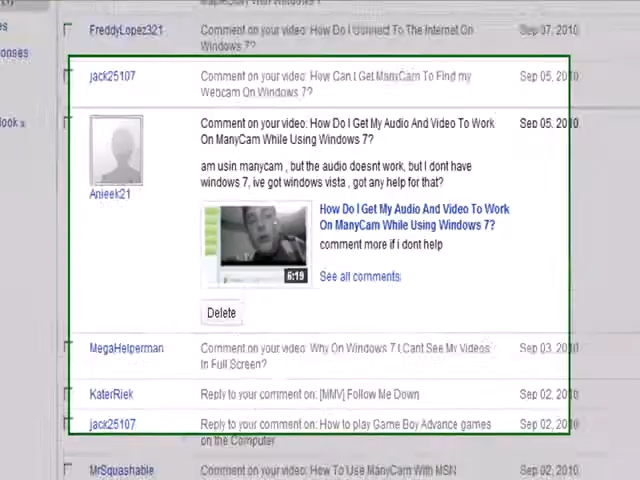 FreddyLopez321 Comment on your video: How Do I Connect To The Internet On Sep 07, 2010
Windows 7?
onses
jack25107 Comment on your video: How Can I Get ManyCam To Find my Sep 05, 2010
Webcam On Windows 7?
ook x
Comment on your video: How Do I Get My Audio And Video To Work Sep 05, 2010
On ManyCam While Using Windows 7?
am usin manycam , but the audio doesnt work, but I dont have
windows 7, ive got windows vista , got any help for that?
Anieek21
How Do I Get My Audio And Video To Work
On ManyCam While Using Windows 7?
comment more if i dont help
6:19
See all comments
Delete
MegaHelperman Comment on your video: Why On Windows 7 I Cant See My Videos Sep 03, 2010
In Full Screen?
KaterRiek Reply to your comment on: [MMV] Follow Me Down Sep 02, 2010
jack25107 Reply to your comment on: How to play Game Boy Advance games Sep 02, 2010
on the Computer
MrSquashable Comment on your video: How To Use ManyCam With MSN Sep 02, 2010